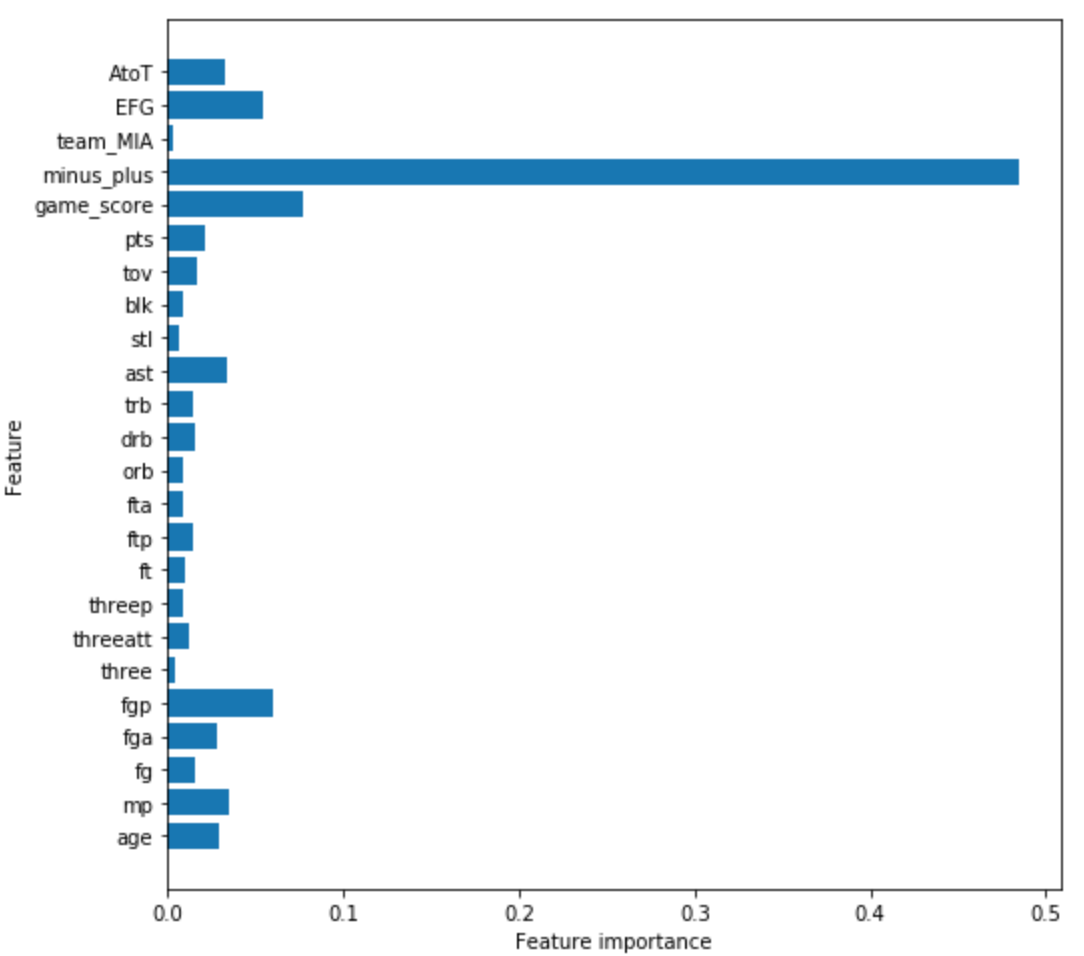 AtoT
EFG
team_MIA
minus_plus
game_score
pts
tov
blk
stl
ast
trb
drb
orb
fta
ftp
ft
threep
threeatt
three
fgp
fga
fg
mp
age
Feature
0.0 0.1 0.2 0.3 0.4 0.5
Feature importance